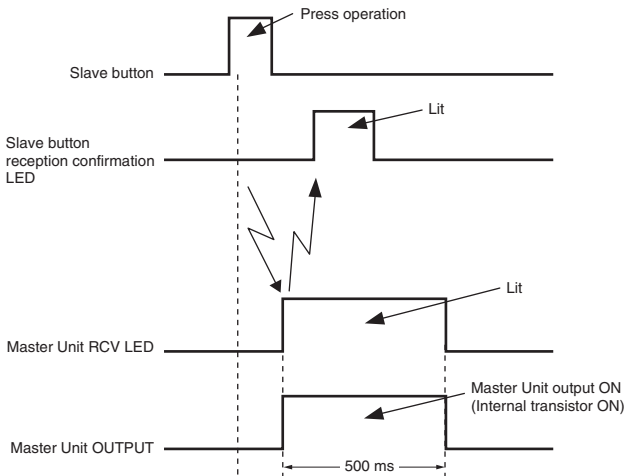 Press operation
Slave button
Lit
Slave button
reception confirmation
LED
Lit
Master Unit RCV LED
Master Unit output ON
(Internal transistor ON)
Master Unit OUTPUT
500 ms